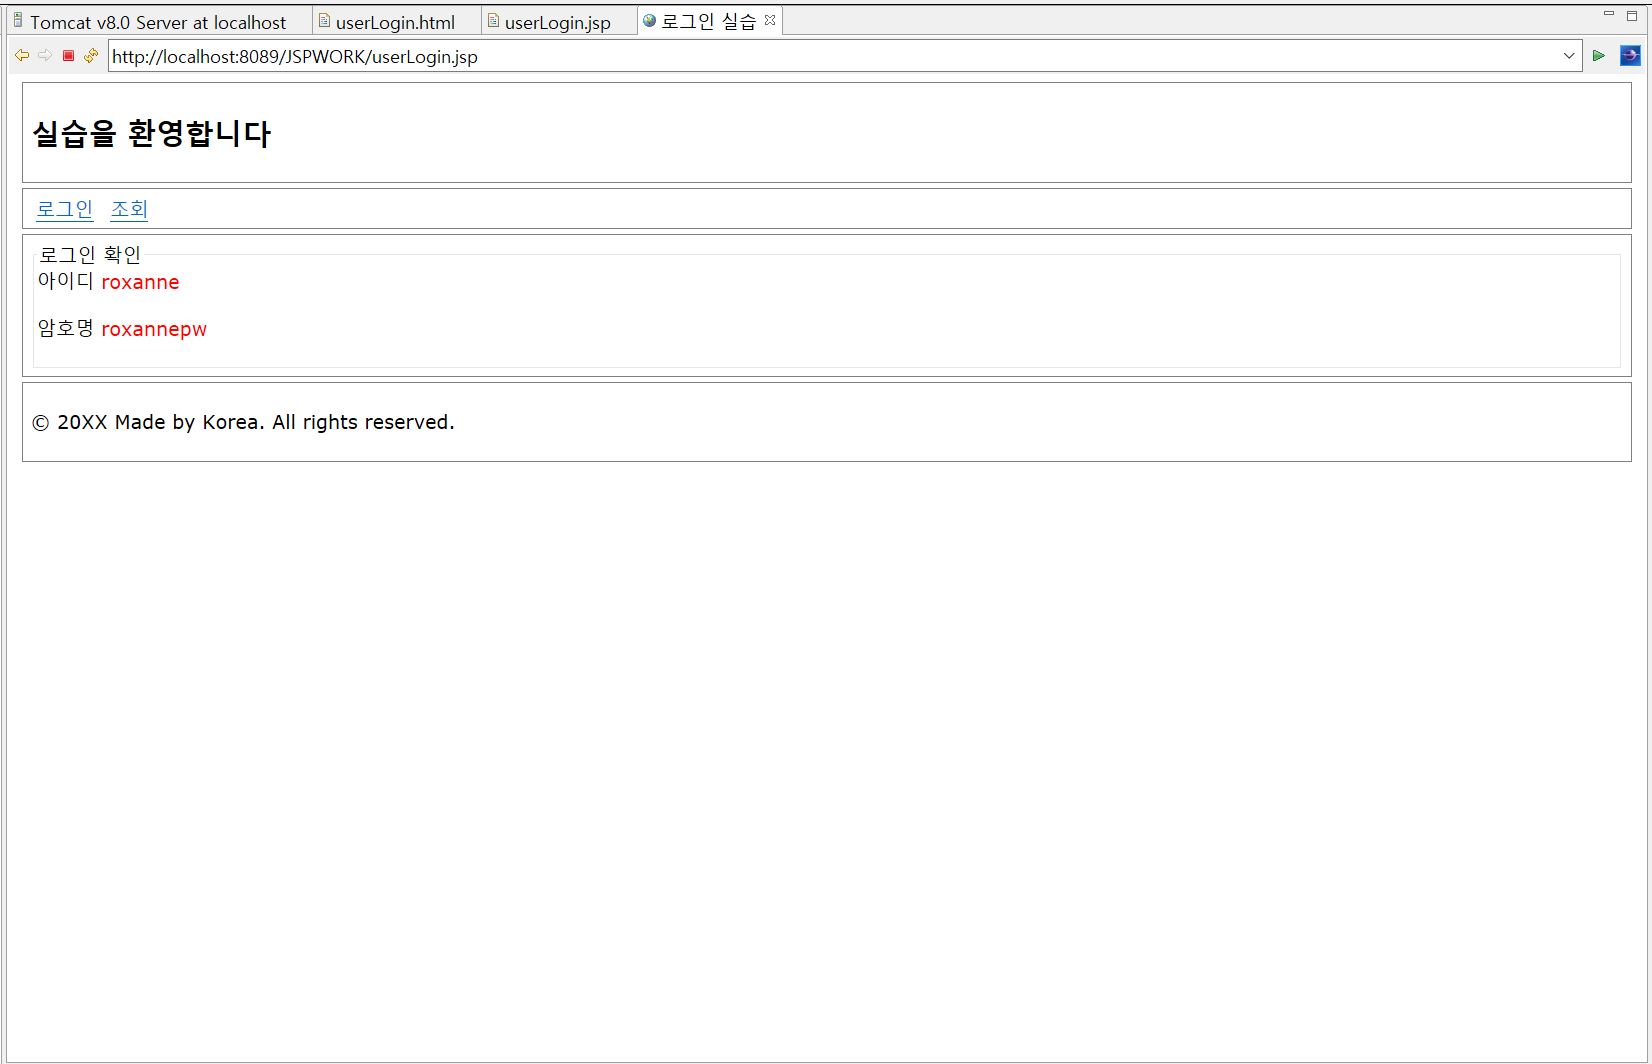 Tomcat v8.0 Server at localhost userLogin.html userLogin.jsp 로그인 실습
http://localhost:8089/JSPWORK/userLogin.jsp
실습을 환영합니다
로그인 조회
로그인 확인
아이디 roxanne
암호명 roxannepw
© 20XX Made by Korea. All rights reserved.